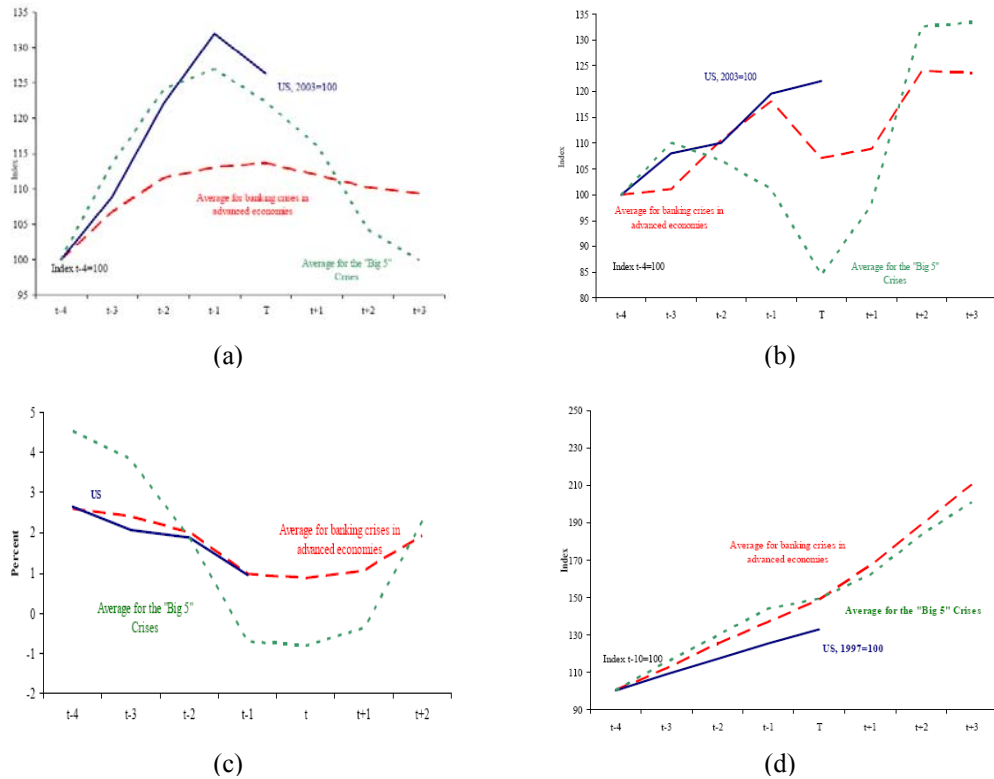 135
130
125
120
115
110
105
100
95
Index
US, 2003=100
Average for banking crises in
advanced economies
Average for the "Big 5"
Crises
Index t-4=100
t-4 t-3 t-2 t-1 T t+1 t+2 t+3
(a)
135
130
125
120
115
110
105
100
95
90
85
80
Index
US, 2003=100
Average for banking crises in
advanced economies
Average for the "Big 5"
Crises
Index t-4=100
t-4 t-3 t-2 t-1 T t+1 t+2 t+3
(b)
5
4
3
2
1
0
-1
-2
Percent
US
Average for banking crises in
advanced economies
Average for the "Big 5"
Crises
t-4 t-3 t-2 t-1 t t+1 t+2
(c)
250
230
210
190
170
150
130
110
90
Index
Average for banking crises in
advanced economies
Average for the "Big 5" Crises
US, 1997=100
Index t-10=100
t-4 t-3 t-2 t-1 T t+1 t+2 t+3
(d)